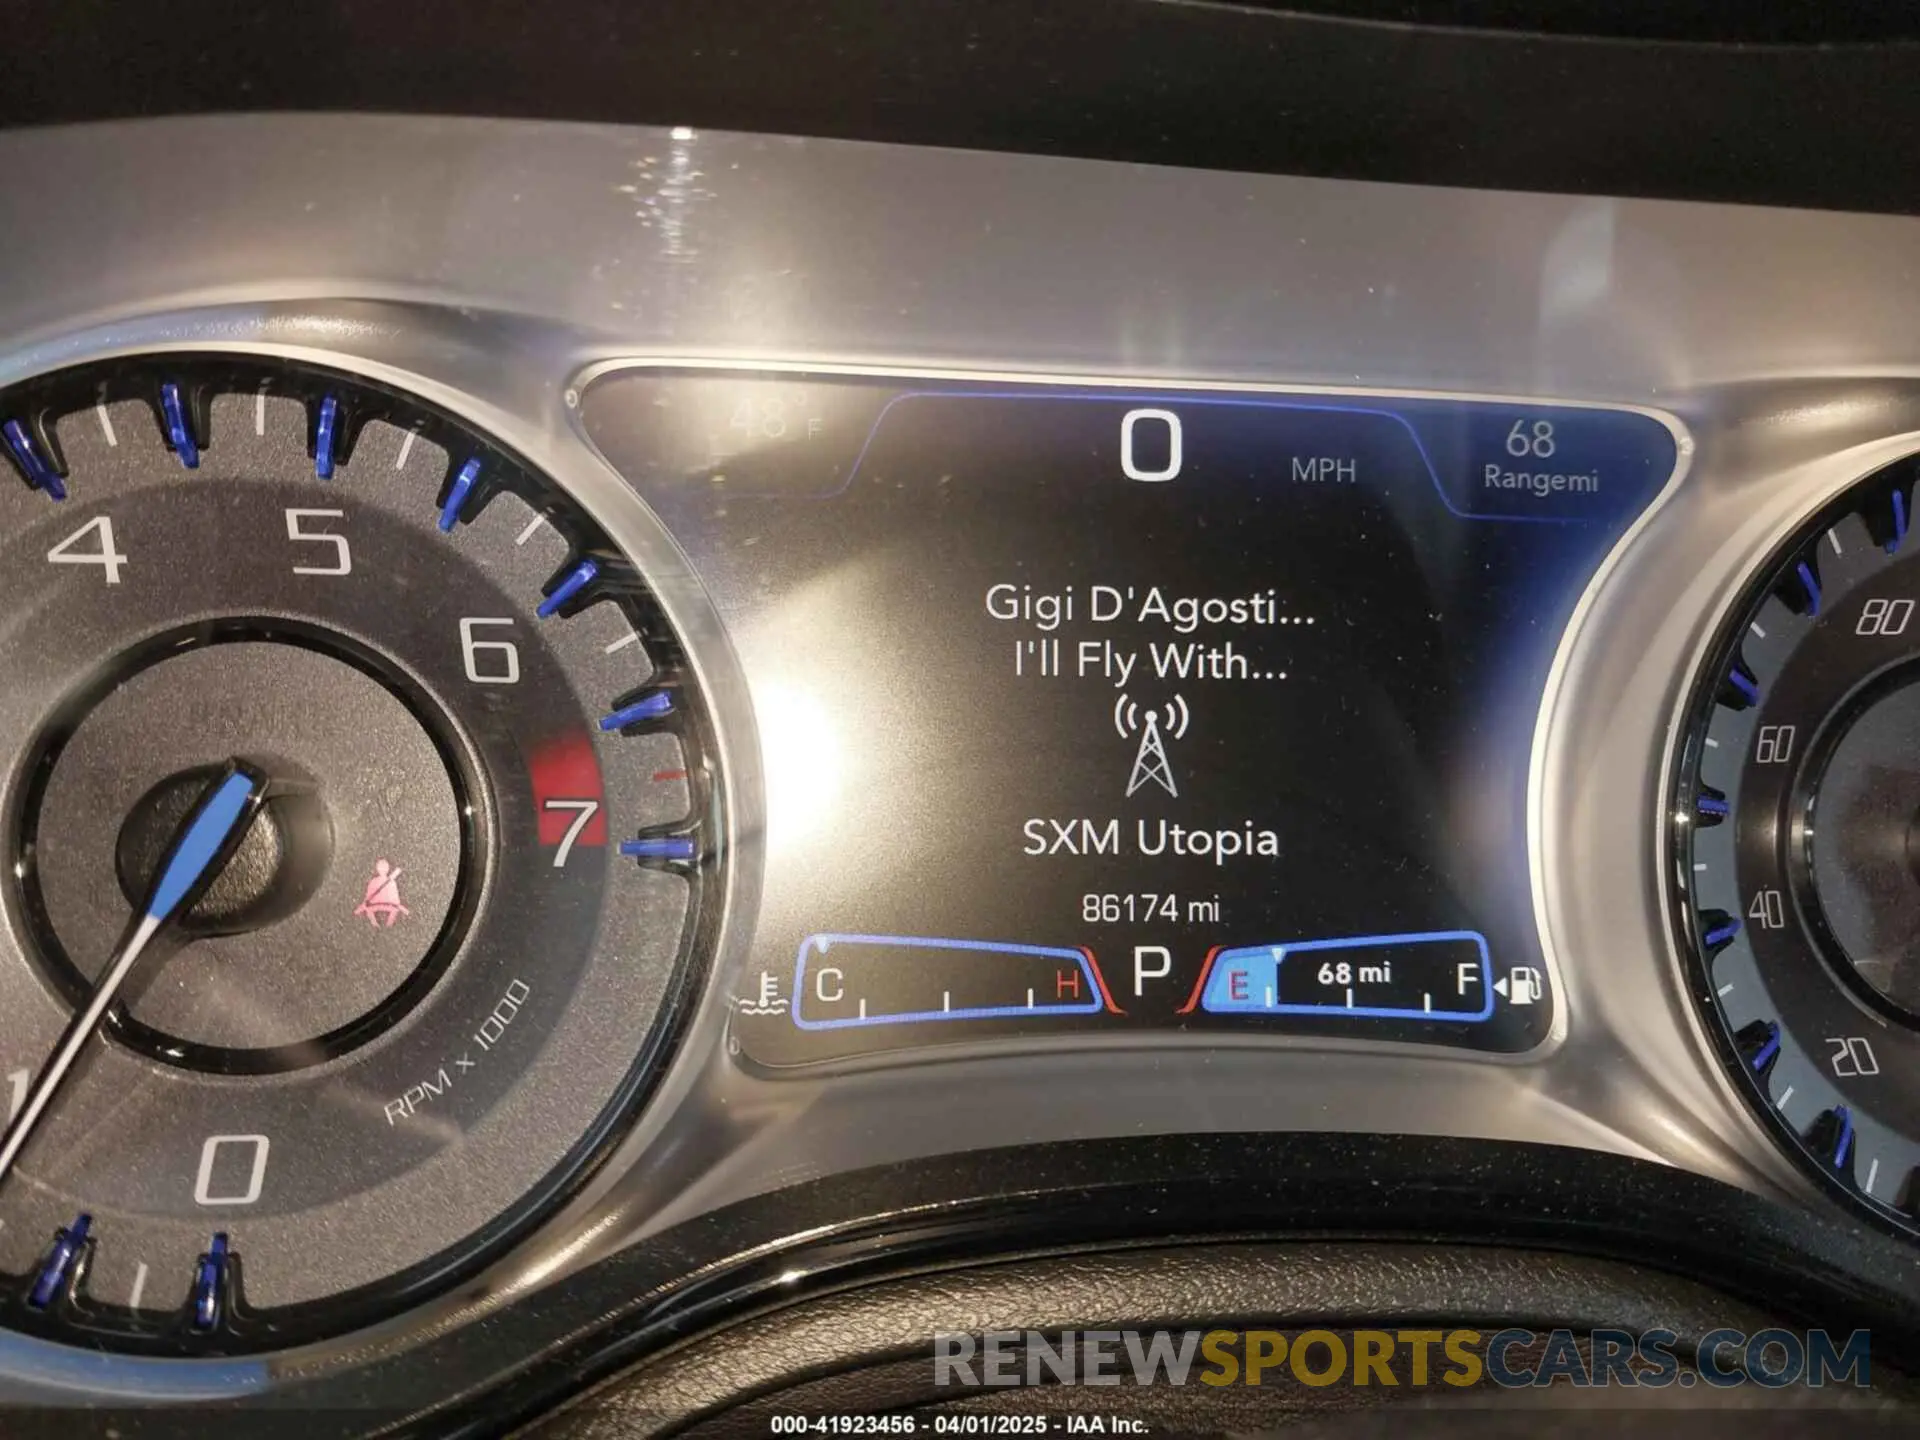 48°F
0 MPH
68
Rangemi
Gigi D'Agosti...
I'll Fly With...
SXM Utopia
86174 mi
C H P E 68 mi F
4
5
6
7
0
RPM x 1000
80
60
40
20
RENEWSPORTSCARS.COM
000-41923456 - 04/01/2025 - IAA Inc.